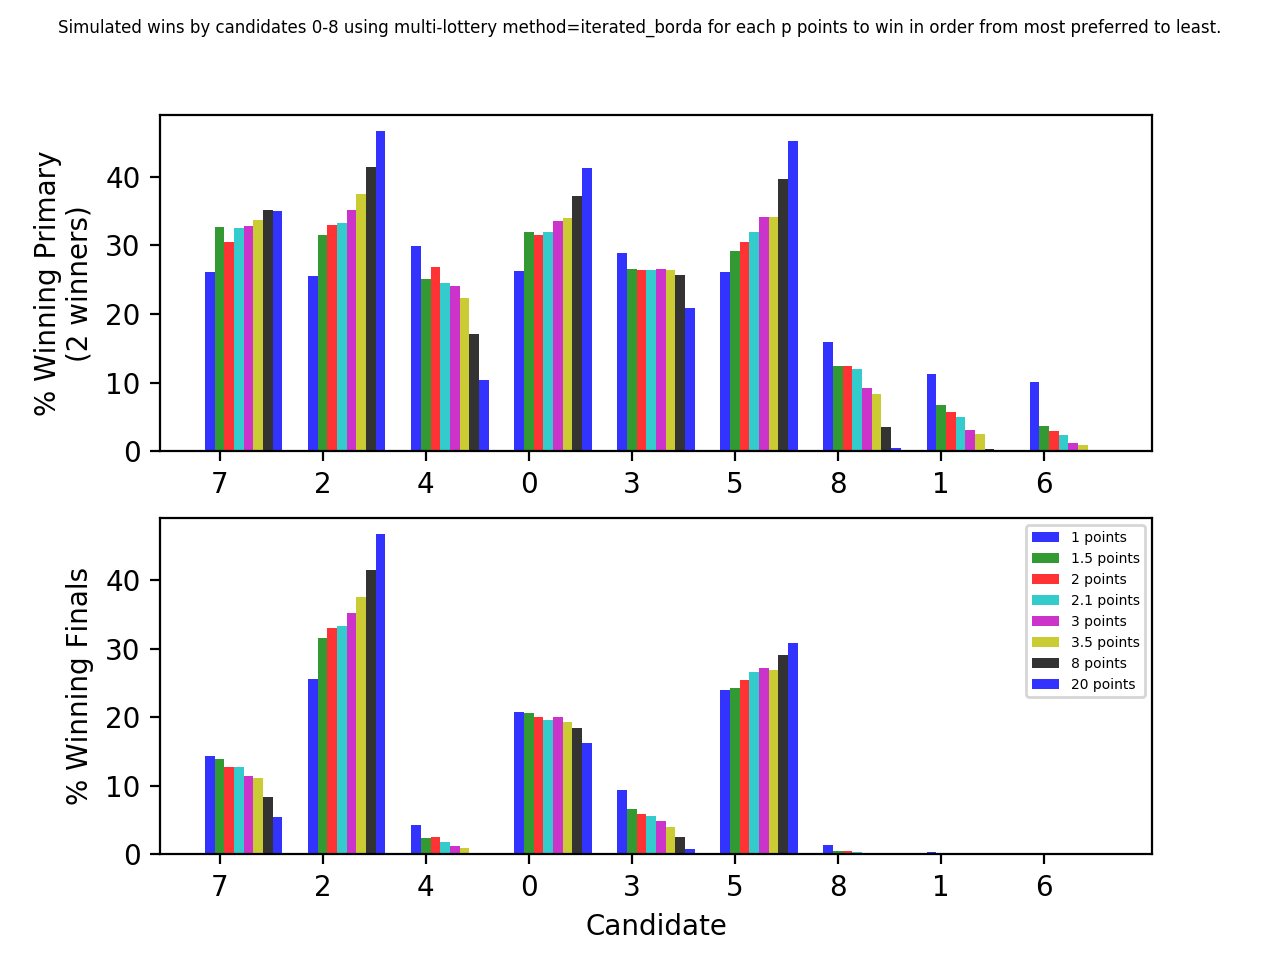 Simulated wins by candidates 0-8 using multi-lottery method=iterated_borda for each p points to win in order from most preferred to least.
% Winning Primary
(2 winners)
40
30
20
10
0
7 2 4 0 3 5 8 1 6
% Winning Finals
40
30
20
10
0
1 points
1.5 points
2 points
2.1 points
3 points
3.5 points
8 points
20 points
7 2 4 0 3 5 8 1 6
Candidate